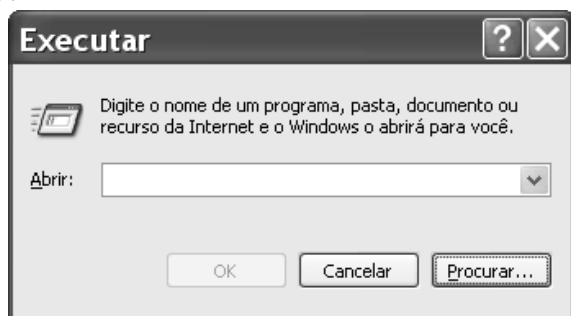 Executar
Digite o nome de um programa, pasta, documento ou
recurso da Internet e o Windows o abrirá para você.
Abrir:
OK
Cancelar
Procurar...